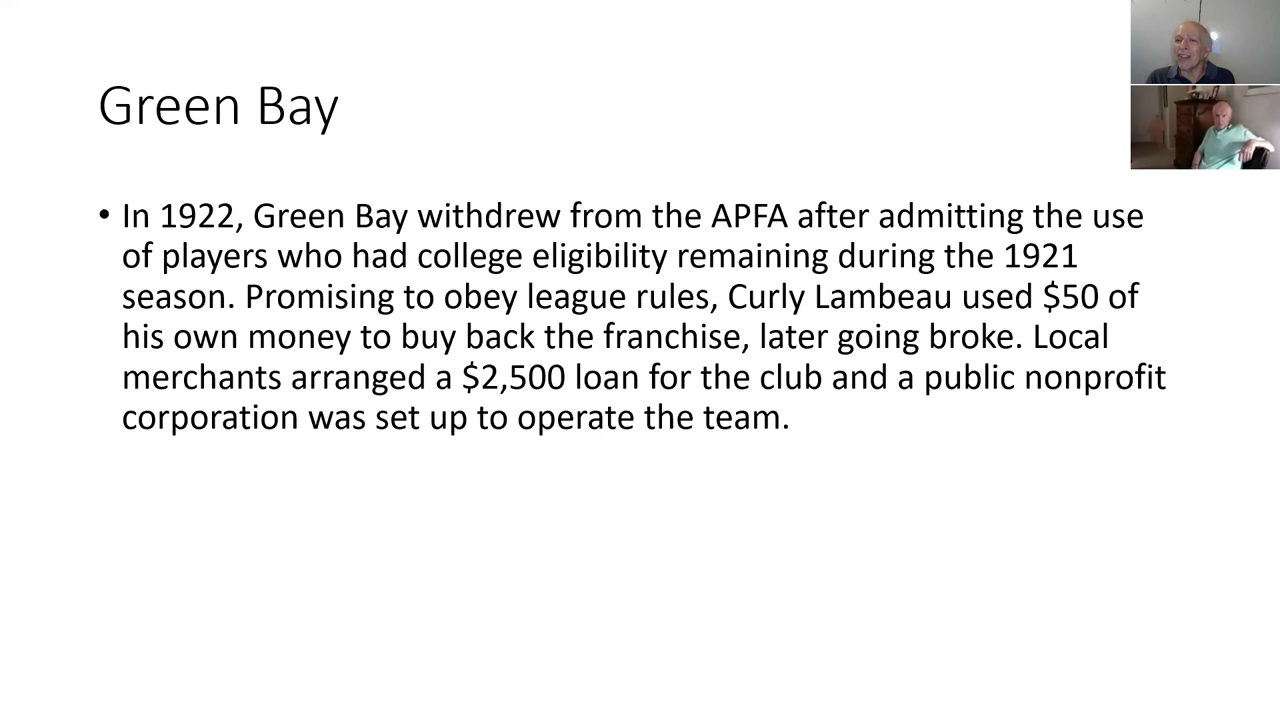 Green Bay
• In 1922, Green Bay withdrew from the APFA after admitting the use
of players who had college eligibility remaining during the 1921
season. Promising to obey league rules, Curly Lambeau used $50 of
his own money to buy back the franchise, later going broke. Local
merchants arranged a $2,500 loan for the club and a public nonprofit
corporation was set up to operate the team.